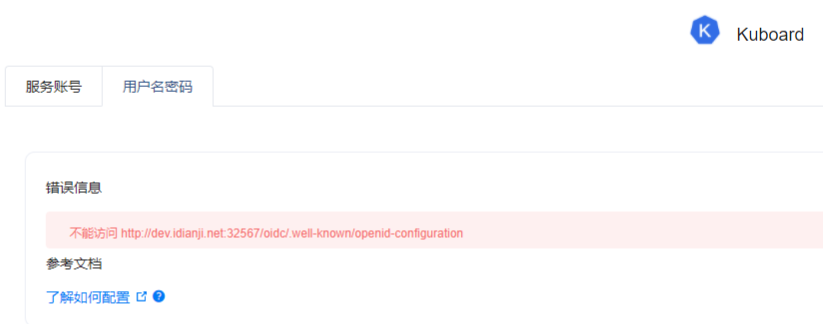 K Kuboard
服务账号 用户名密码
错误信息
不能访问 http://dev.idianji.net:32567/oidc/.well-known/openid-configuration
参考文档
了解如何配置 ?